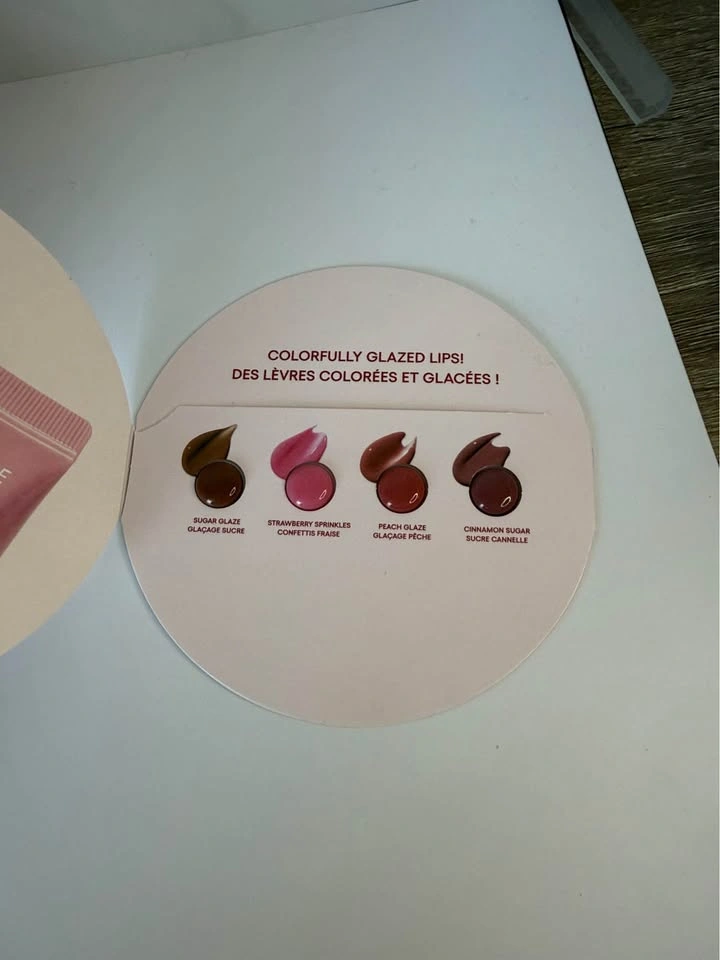 COLORFULLY GLAZED LIPS!
DES LÈVRES COLORÉES ET GLACÉES !
SUGAR GLAZE
GLAÇAGE SUCRE
STRAWBERRY SPRINKLES
CONFETTIS FRAISE
PEACH GLAZE
GLAÇAGE PÊCHE
CINNAMON SUGAR
SUCRE CANNELLE